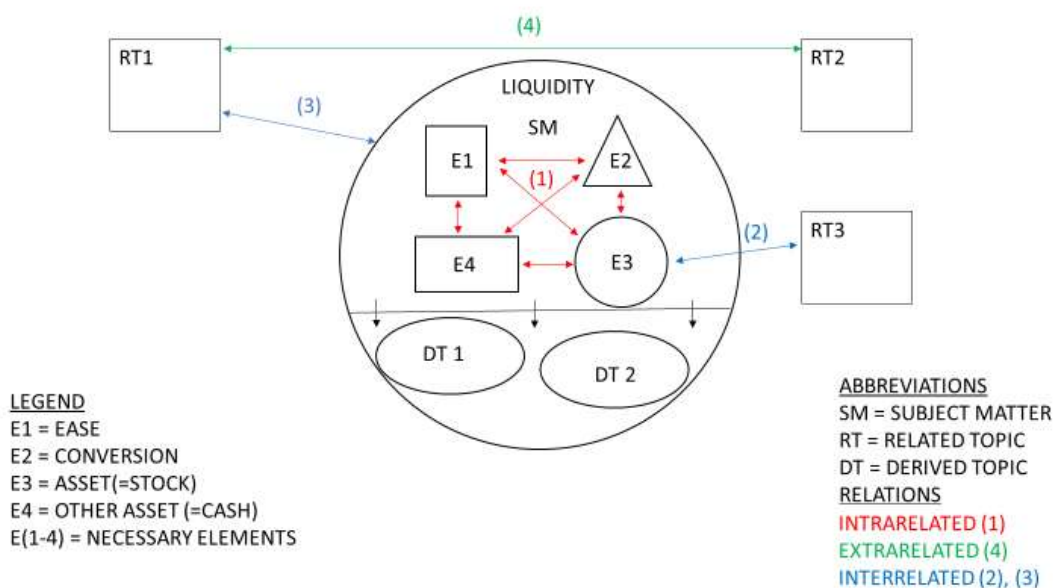 (4)
RT1
RT2
LIQUIDITY
(3)
SM
E1
E2
(1)
RT3
(2)
E4
E3
DT 1
DT 2
LEGEND
E1 = EASE
E2 = CONVERSION
E3 = ASSET(=STOCK)
E4 = OTHER ASSET (=CASH)
E(1-4) = NECESSARY ELEMENTS
ABBREVIATIONS
SM = SUBJECT MATTER
RT = RELATED TOPIC
DT = DERIVED TOPIC
RELATIONS
INTRARELATED (1)
EXTRARELATED (4)
INTERRELATED (2), (3)